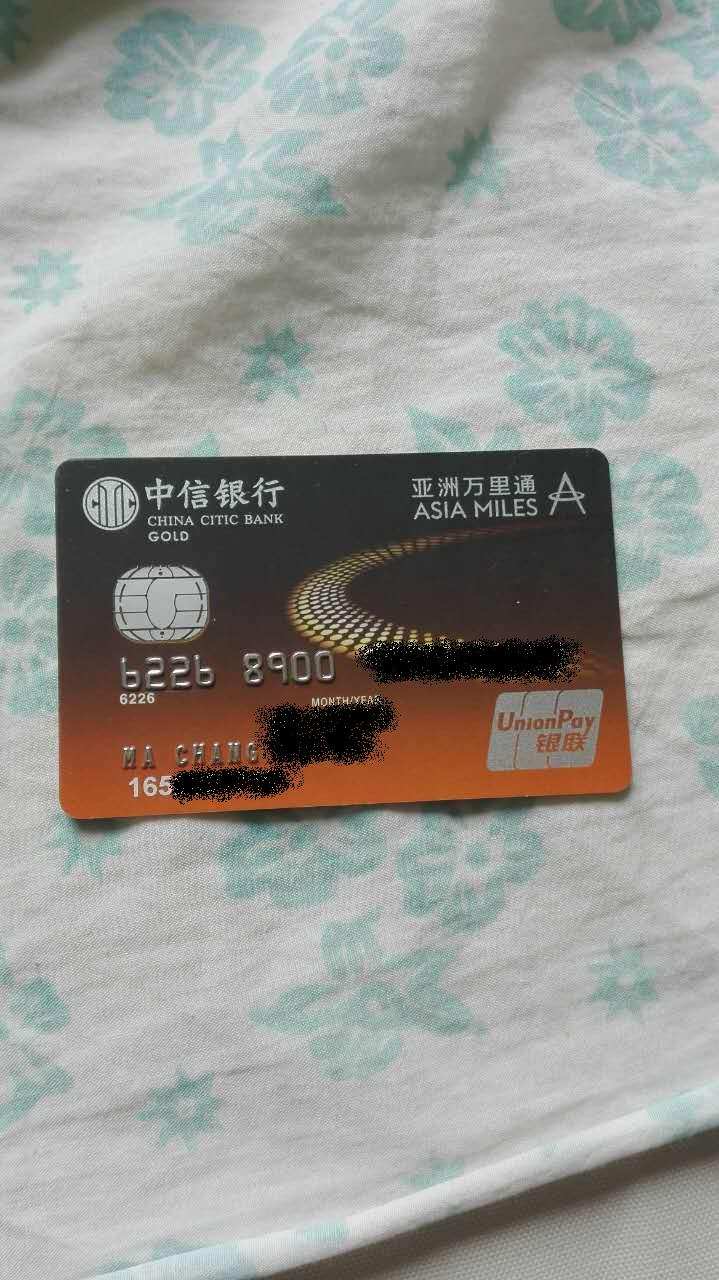 中信银行
CHINA CITIC BANK
GOLD
亚洲万里通
ASIA MILES
6226 8900
6226
MONTH/YEAR
MA CHANG
165
UnionPay
银联